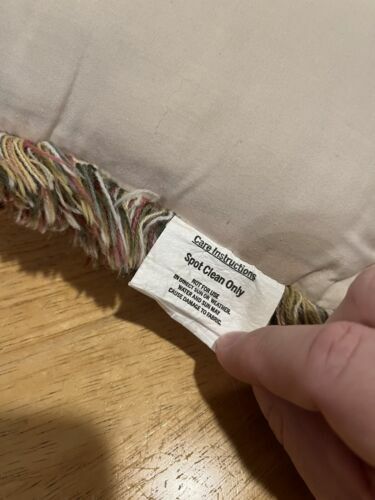 Care Instructions
Spot Clean Only
NOT FOR USE
IN DIRECT SUN OR WEATHER.
WATER AND SUN MAY
CAUSE DAMAGE TO FABRIC.